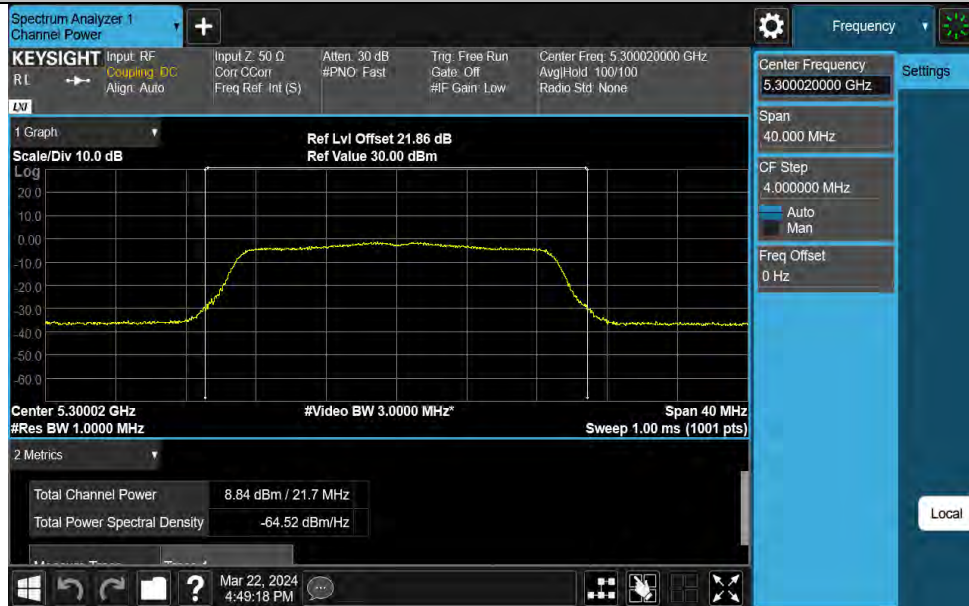 Spectrum Analyzer 1
Channel Power
+
Frequency
KEYSIGHT Input: RF
Coupling: DC
Align: Auto
Input Z: 50 Ω
Corr CCorr
Freq Ref: Int (S)
Atten: 30 dB
#PNO: Fast
Trig: Free Run
Gate: Off
#IF Gain: Low
Center Freq: 5.300020000 GHz
Avg|Hold: 100/100
Radio Std: None
LXI
Center Frequency
5.300020000 GHz
Settings
Span
40.000 MHz
CF Step
4.000000 MHz
Auto
Man
Freq Offset
0 Hz
Local
1 Graph
Scale/Div 10.0 dB
Ref Lvl Offset 21.86 dB
Ref Value 30.00 dBm
Log
20.0
10.0
0.00
-10.0
-20.0
-30.0
-40.0
-50.0
-60.0
Center 5.30002 GHz
#Video BW 3.0000 MHz*
Span 40 MHz
#Res BW 1.0000 MHz
Sweep 1.00 ms (1001 pts)
2 Metrics
Total Channel Power 8.84 dBm / 21.7 MHz
Total Power Spectral Density -64.52 dBm/Hz
?
Mar 22, 2024
4:49:18 PM